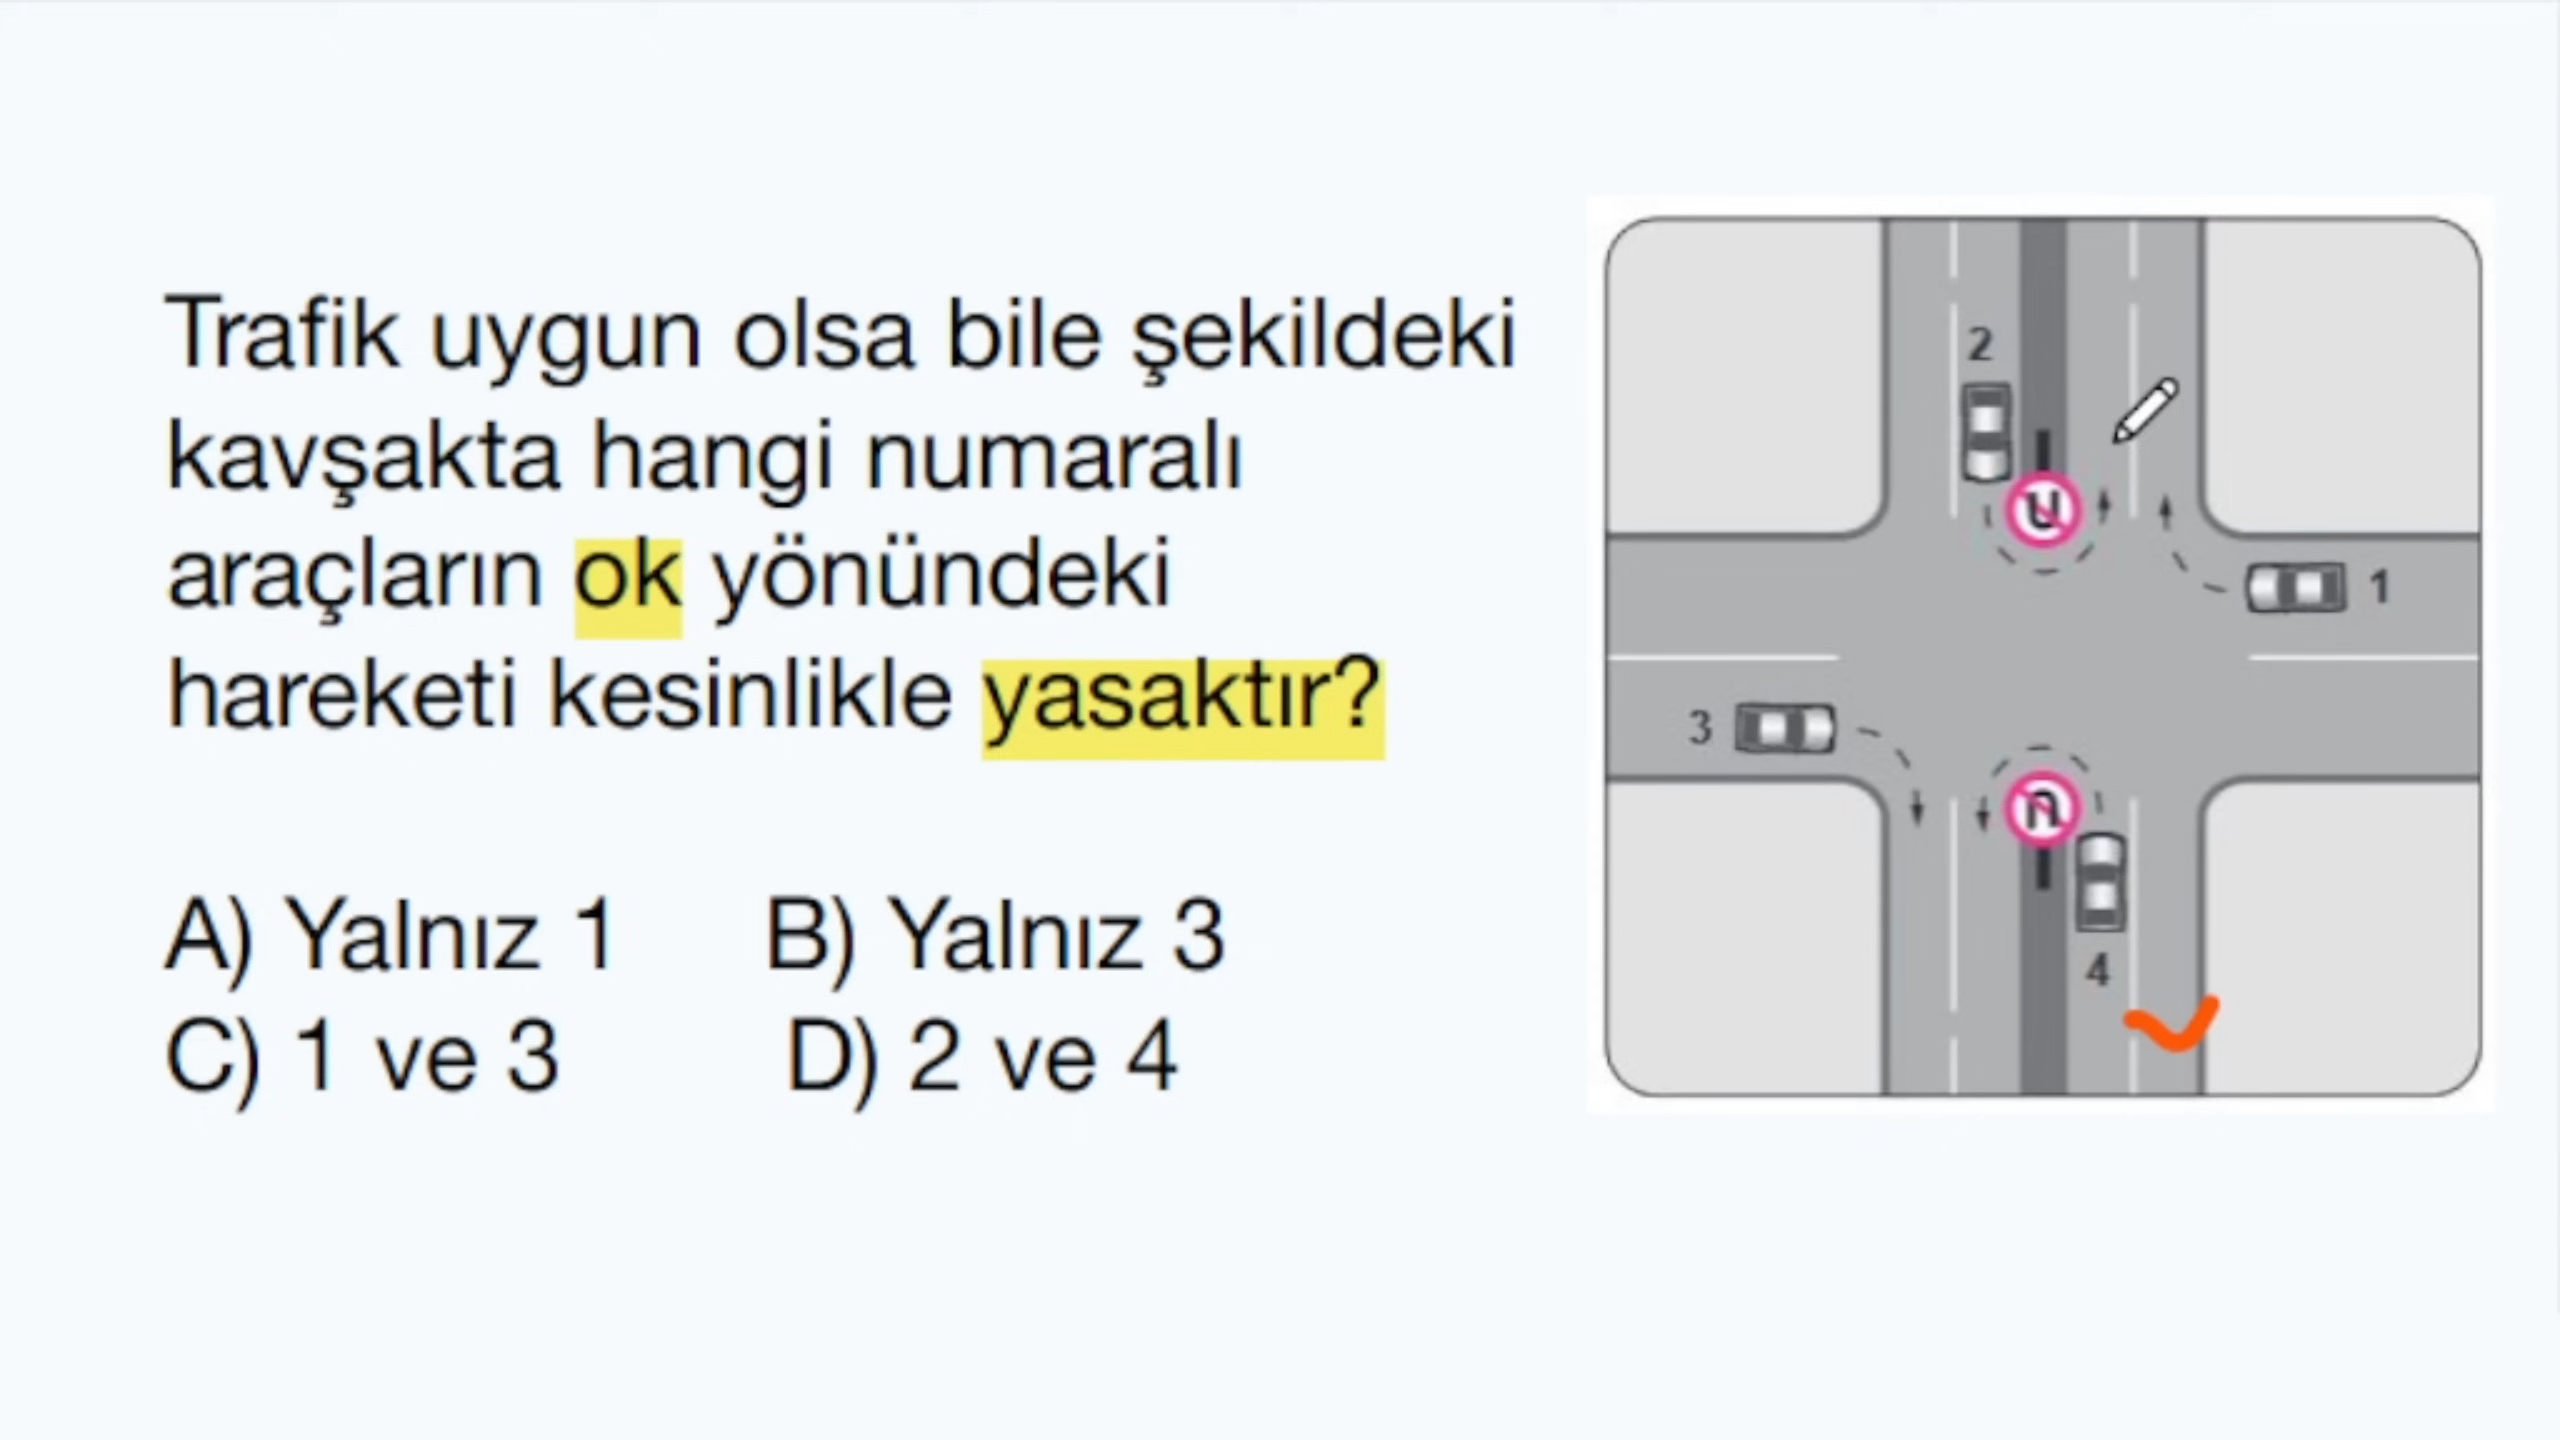 Trafik uygun olsa bile şekildeki
kavşakta hangi numaralı
araçların ok yönündeki
hareketi kesinlikle yasaktır?
A) Yalnız 1 B) Yalnız 3
C) 1 ve 3 D) 2 ve 4
2
U
1
3
U
4